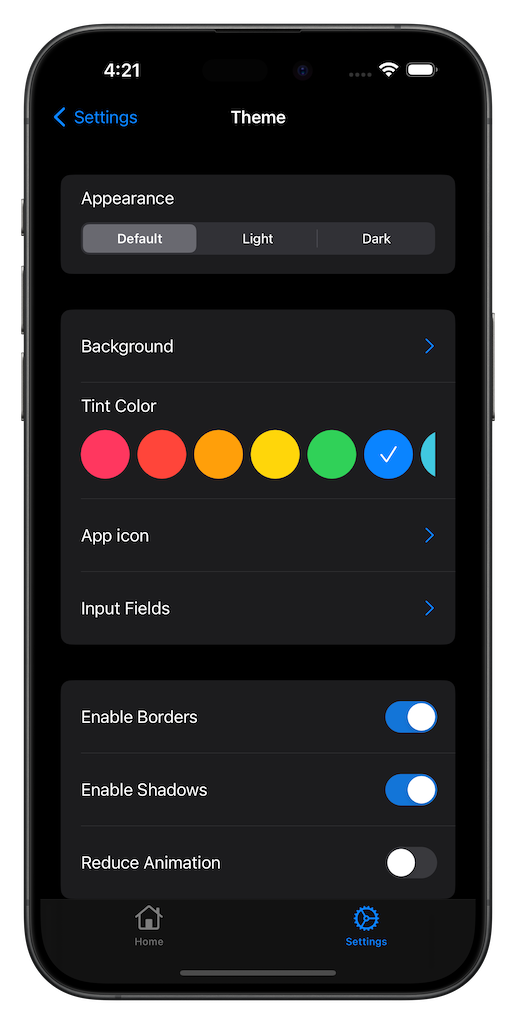 4:21
Settings
Theme
Appearance
Default Light Dark
Background
Tint Color
App icon
Input Fields
Enable Borders
Enable Shadows
Reduce Animation
Home Settings